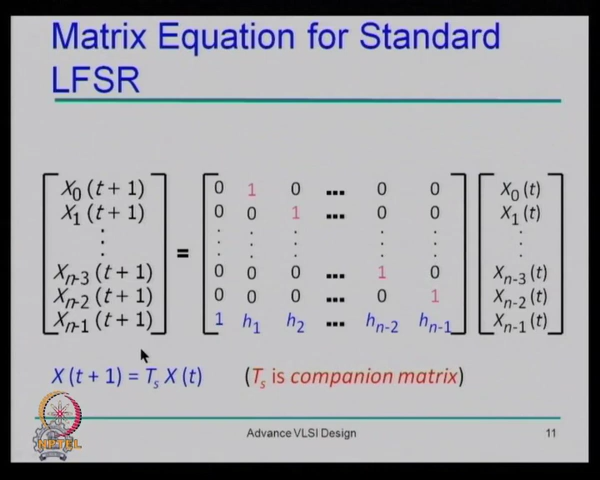 Matrix Equation for Standard
LFSR
X0 (t + 1) 0 1 0 ... 0 0 X0 (t)
X1 (t + 1) 0 0 1 ... 0 0 X1 (t)
⋮ = ⋮ ⋮ ⋮ ⋮ ⋮ ⋮
Xn-3 (t + 1) 0 0 0 ... 1 0 Xn-3 (t)
Xn-2 (t + 1) 0 0 0 ... 0 1 Xn-2 (t)
Xn-1 (t + 1) 1 h1 h2 ... hn-2 hn-1 Xn-1 (t)
X (t + 1) = Ts X (t) (Ts is companion matrix)
NPTEL
Advance VLSI Design 11